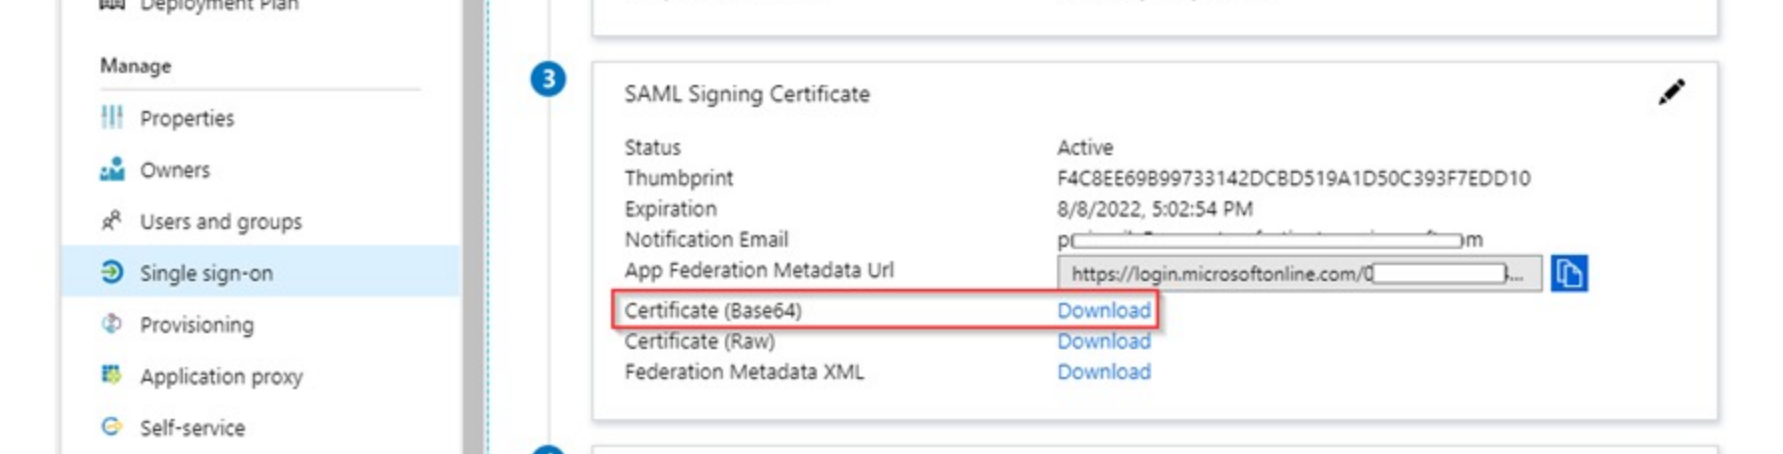 Deployment Plan
Manage
Properties
Owners
Users and groups
Single sign-on
Provisioning
Application proxy
Self-service
3
SAML Signing Certificate
Status Active
Thumbprint F4C8EE69B99733142DCBD519A1D50C393F7EDD10
Expiration 8/8/2022, 5:02:54 PM
Notification Email p m
App Federation Metadata Url https://login.microsoftonline.com/0 ...
Certificate (Base64) Download
Certificate (Raw) Download
Federation Metadata XML Download